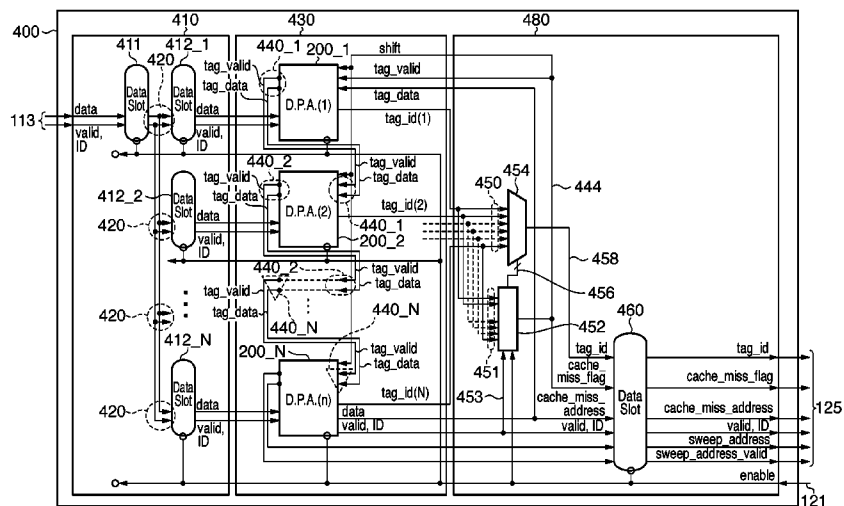 400
410
430
480
411
412_1
420
440_1
200_1
shift
tag_valid
tag_valid
tag_data
tag_data
Data Slot
Data Slot
D.P.A.(1)
113
data
valid, ID
data
valid, ID
tag_id(1)
440_2
tag_valid
tag_data
450
454
444
412_2
tag_valid
tag_data
Data Slot
data
valid, ID
D.P.A.(2)
tag_id(2)
440_1
200_2
420
458
440_2
tag_valid
tag_data
456
tag_valid
tag_data
440_N
440_N
420
452
460
451
412_N
200_N
tag_valid
tag_data
tag_id
tag_id
cache_miss_flag
cache_miss_flag
Data Slot
420
data
valid, ID
D.P.A.(n)
tag_id(N)
453
cache_miss_address
data
valid, ID
valid, ID
Data Slot
cache_miss_address
valid, ID
sweep_address
sweep_address_valid
125
enable
121